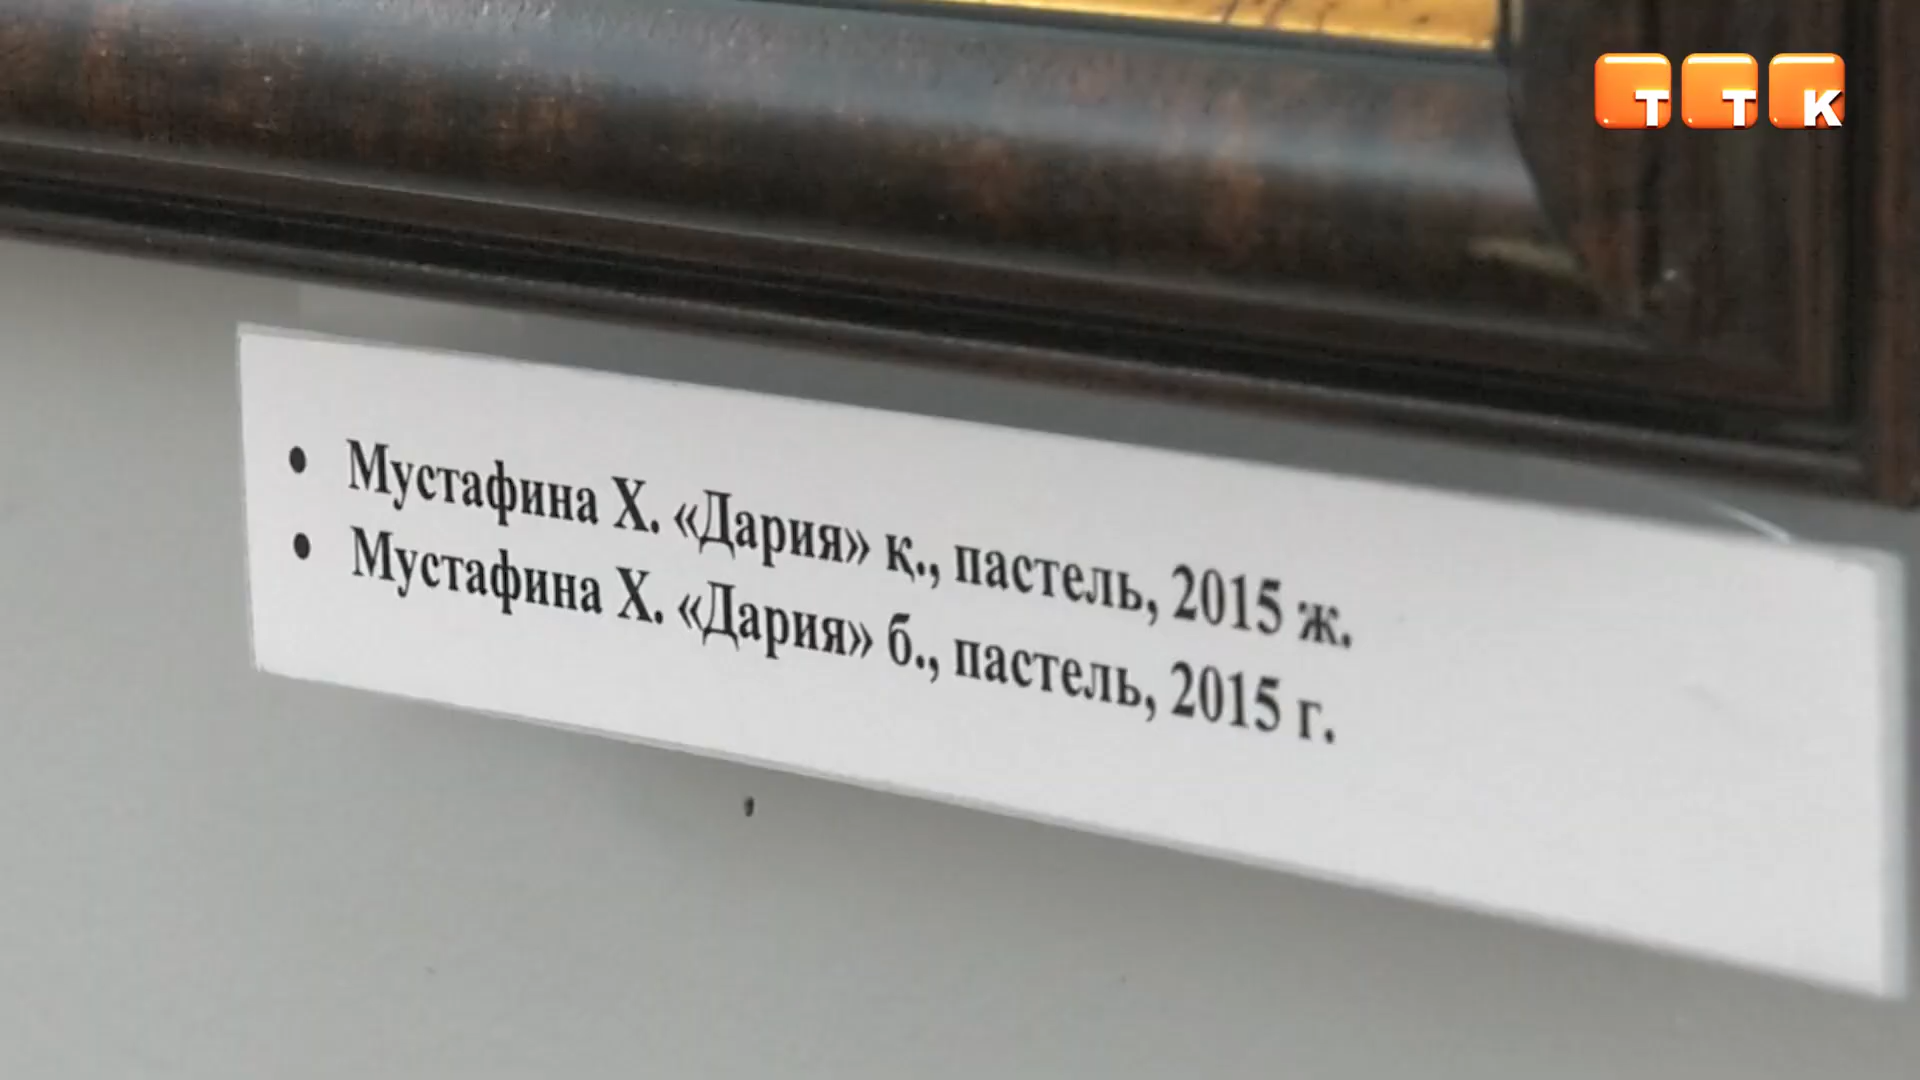 ТТК
• Мустафина Х. «Дария» қ., пастель, 2015 ж.
• Мустафина Х. «Дария» б., пастель, 2015 г.